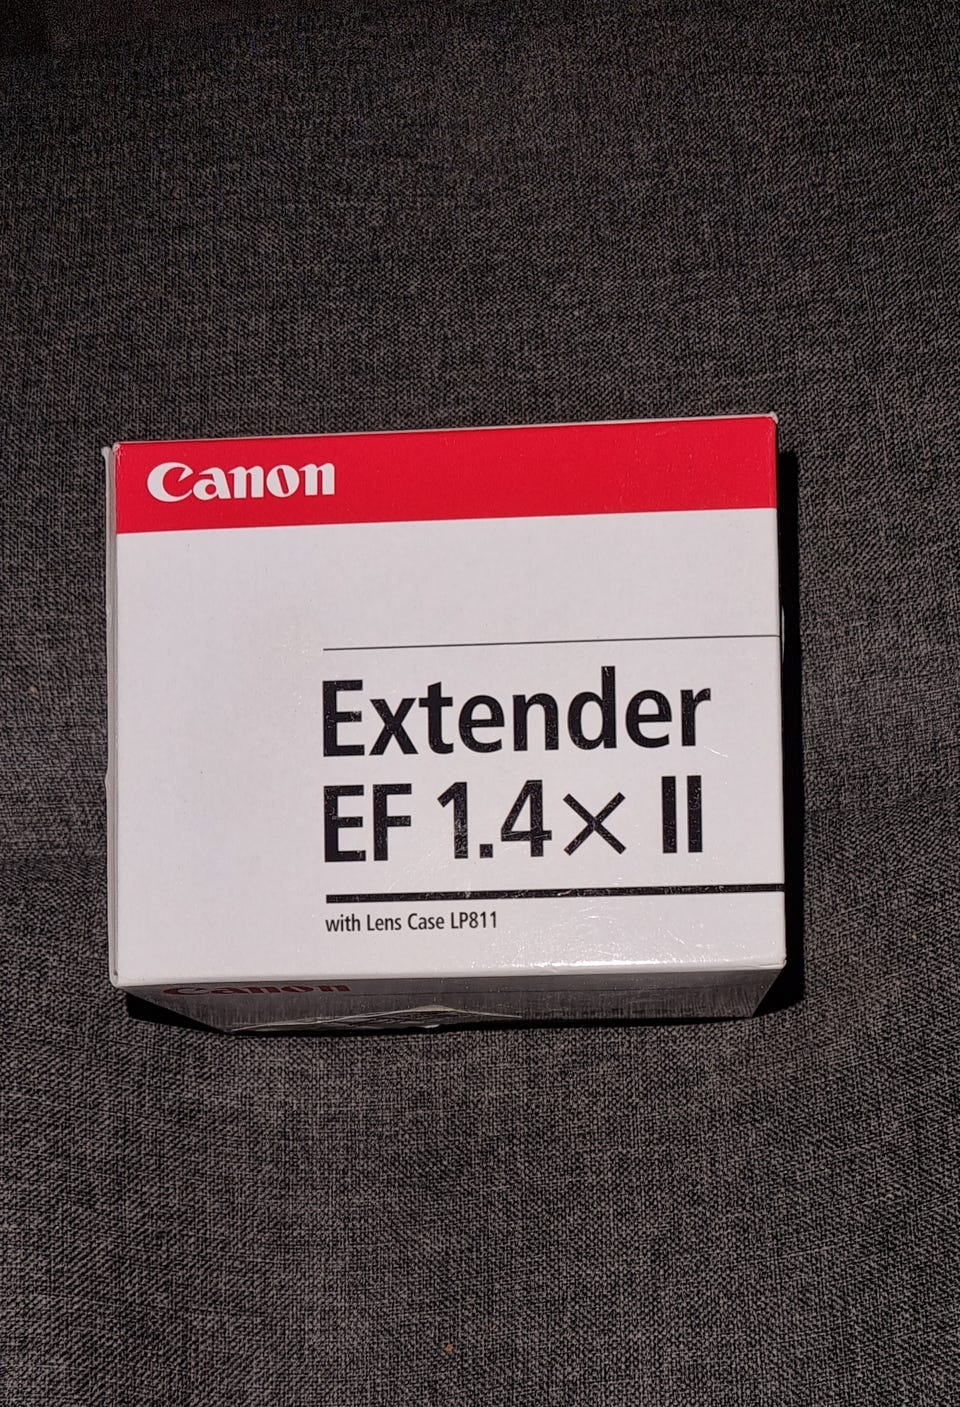 Canon
Extender
EF 1.4× II
with Lens Case LP811
Canon